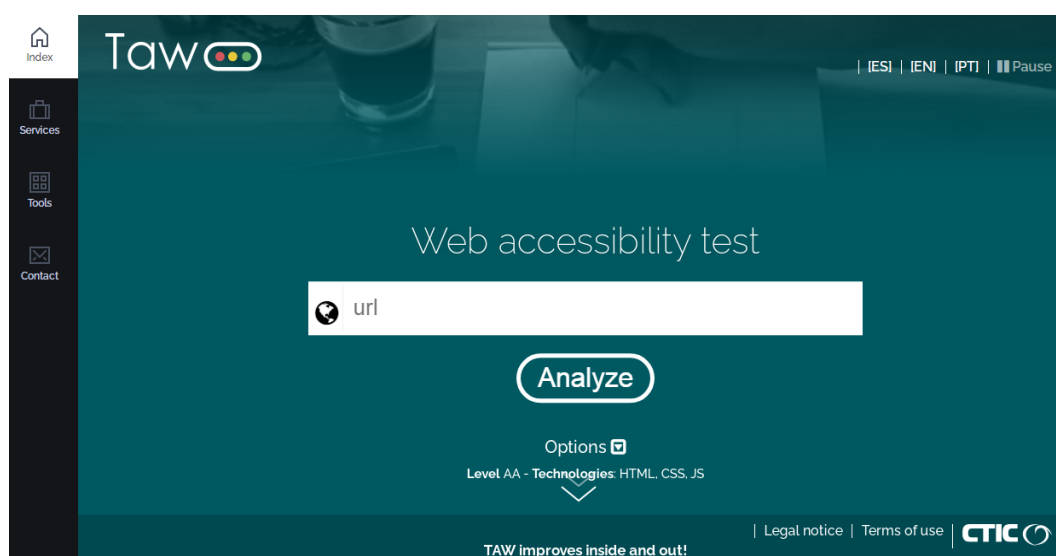 Index
Services
Tools
Contact
Taw
| [ES] | [EN] | [PT] | Pause
Web accessibility test
url
Analyze
Options
Level AA - Technologies: HTML, CSS, JS
| Legal notice | Terms of use | CTIC
TAW improves inside and out!